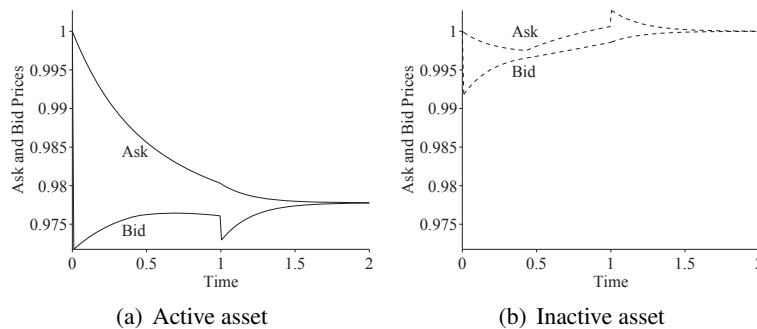 Ask and Bid Prices
1
0.995
0.99
0.985
0.98
0.975
Ask
Bid
0
0.5
1
1.5
2
Time
(a) Active asset
Ask and Bid Prices
1
0.995
0.99
0.985
0.98
0.975
Ask
Bid
0
0.5
1
1.5
2
Time
(b) Inactive asset